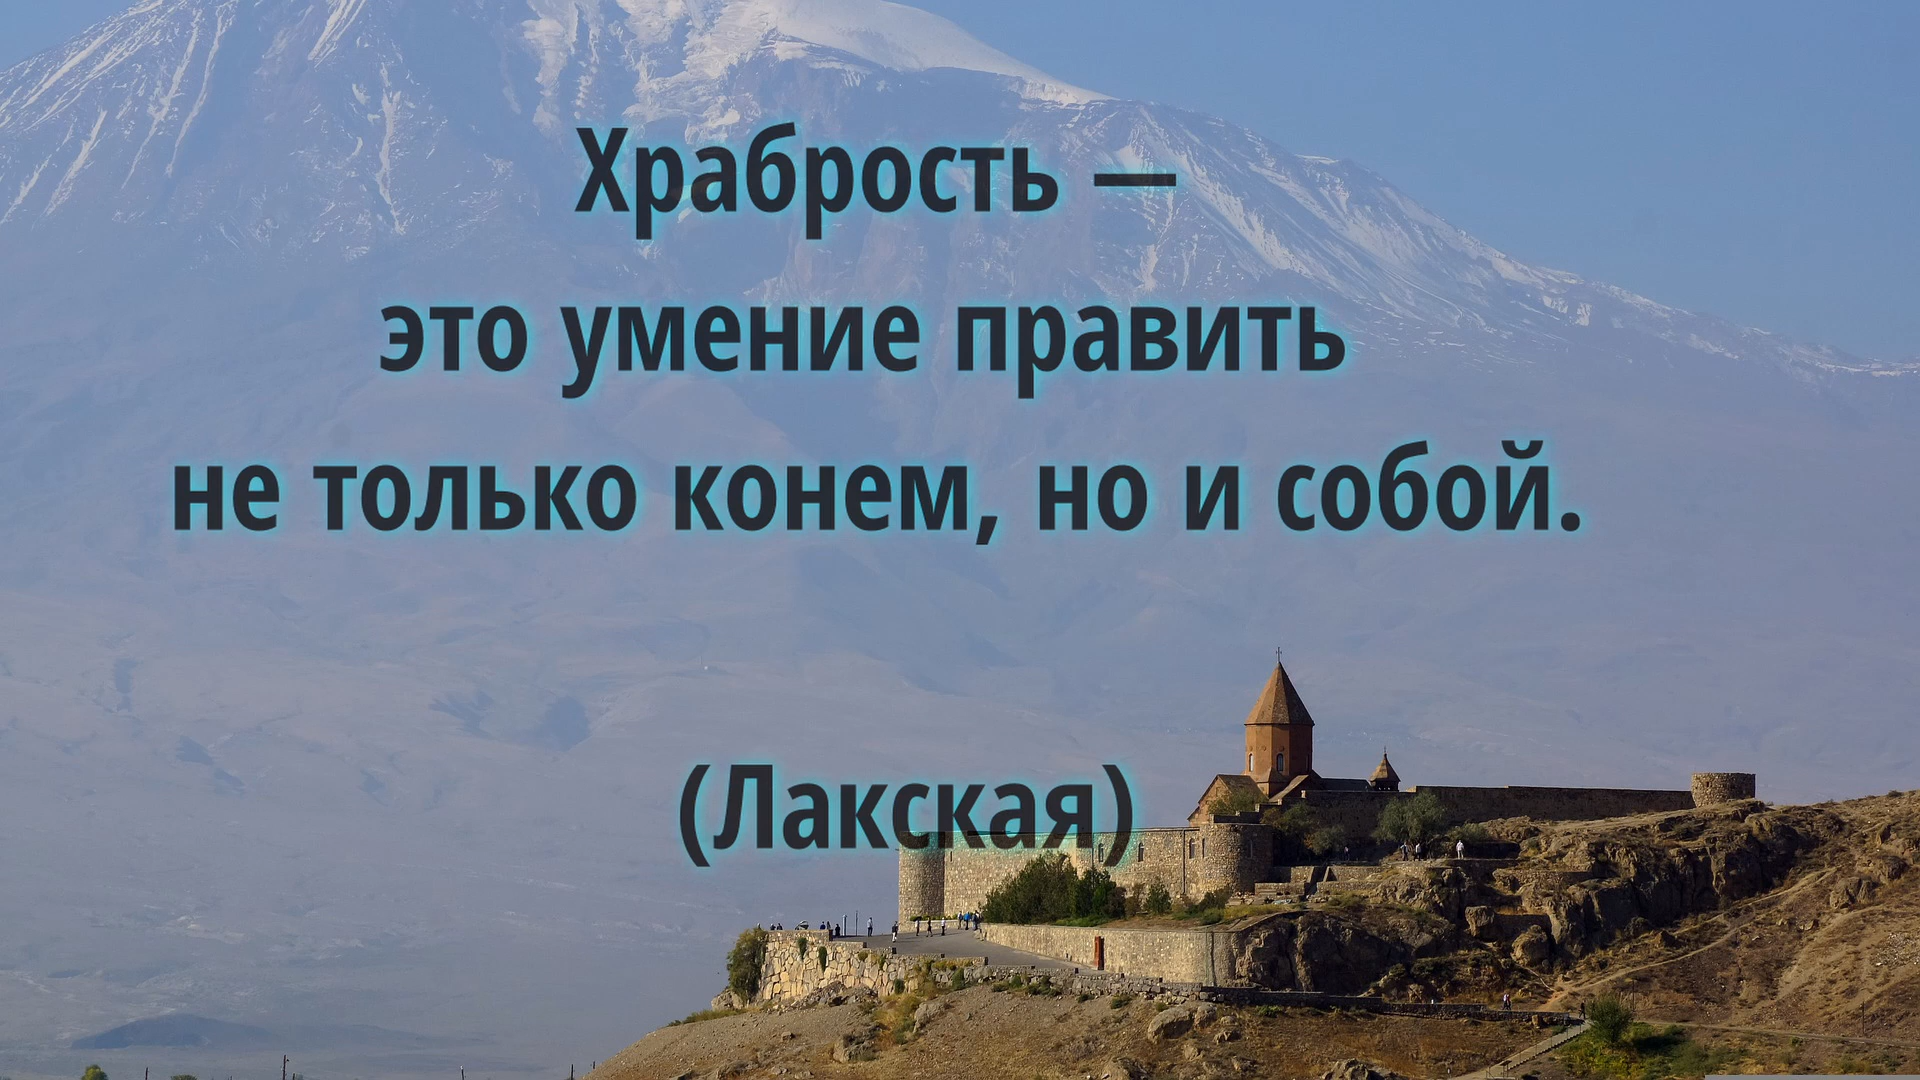 Храбрость —
это умение править
не только конем, но и собой.
(Лакская)